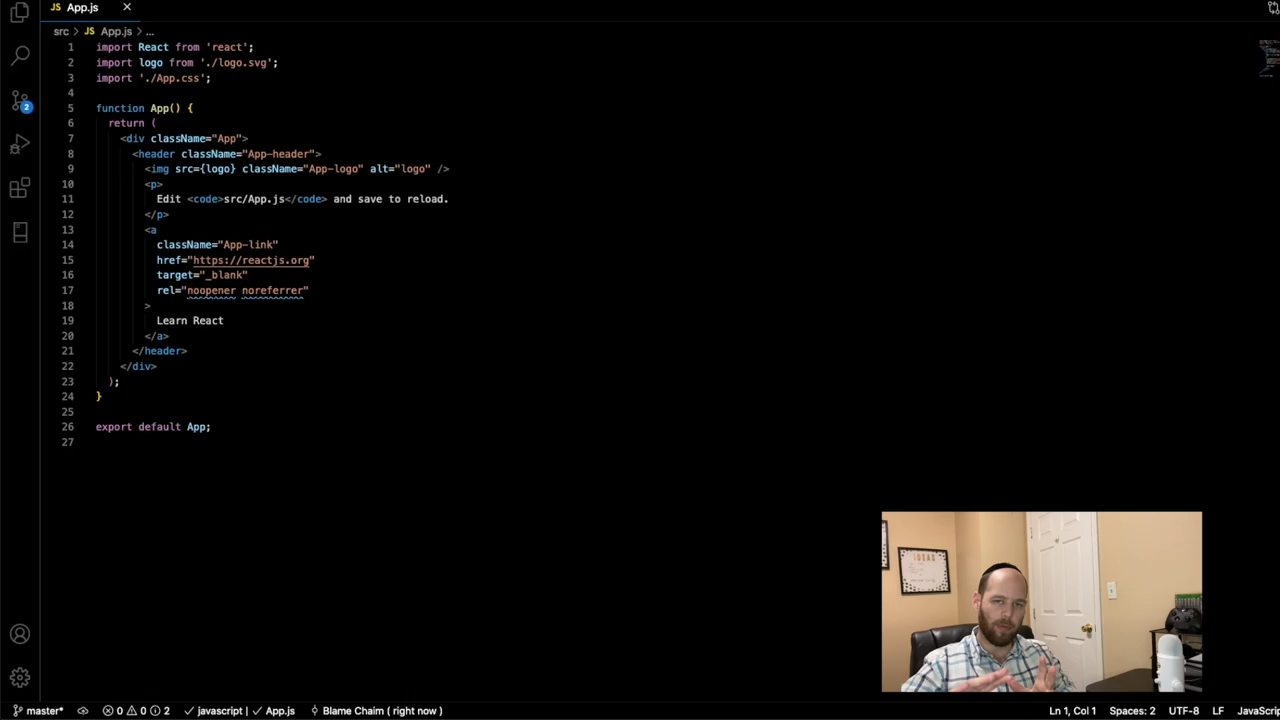 JS App.js ×
src > JS App.js > ...
1 import React from 'react';
2 import logo from './logo.svg';
3 import './App.css';
4
5 function App() {
6 return (
7 <div className="App">
8 <header className="App-header">
9 <img src={logo} className="App-logo" alt="logo" />
10 <p>
11 Edit <code>src/App.js</code> and save to reload.
12 </p>
13 <a
14 className="App-link"
15 href="https://reactjs.org"
16 target="_blank"
17 rel="noopener noreferrer"
18 >
19 Learn React
20 </a>
21 </header>
22 </div>
23 );
24 }
25
26 export default App;
27
2
IDEAS
master* 0 0 2 javascript | App.js Blame Chaim ( right now ) Ln 1, Col 1 Spaces: 2 UTF-8 LF JavaScrip